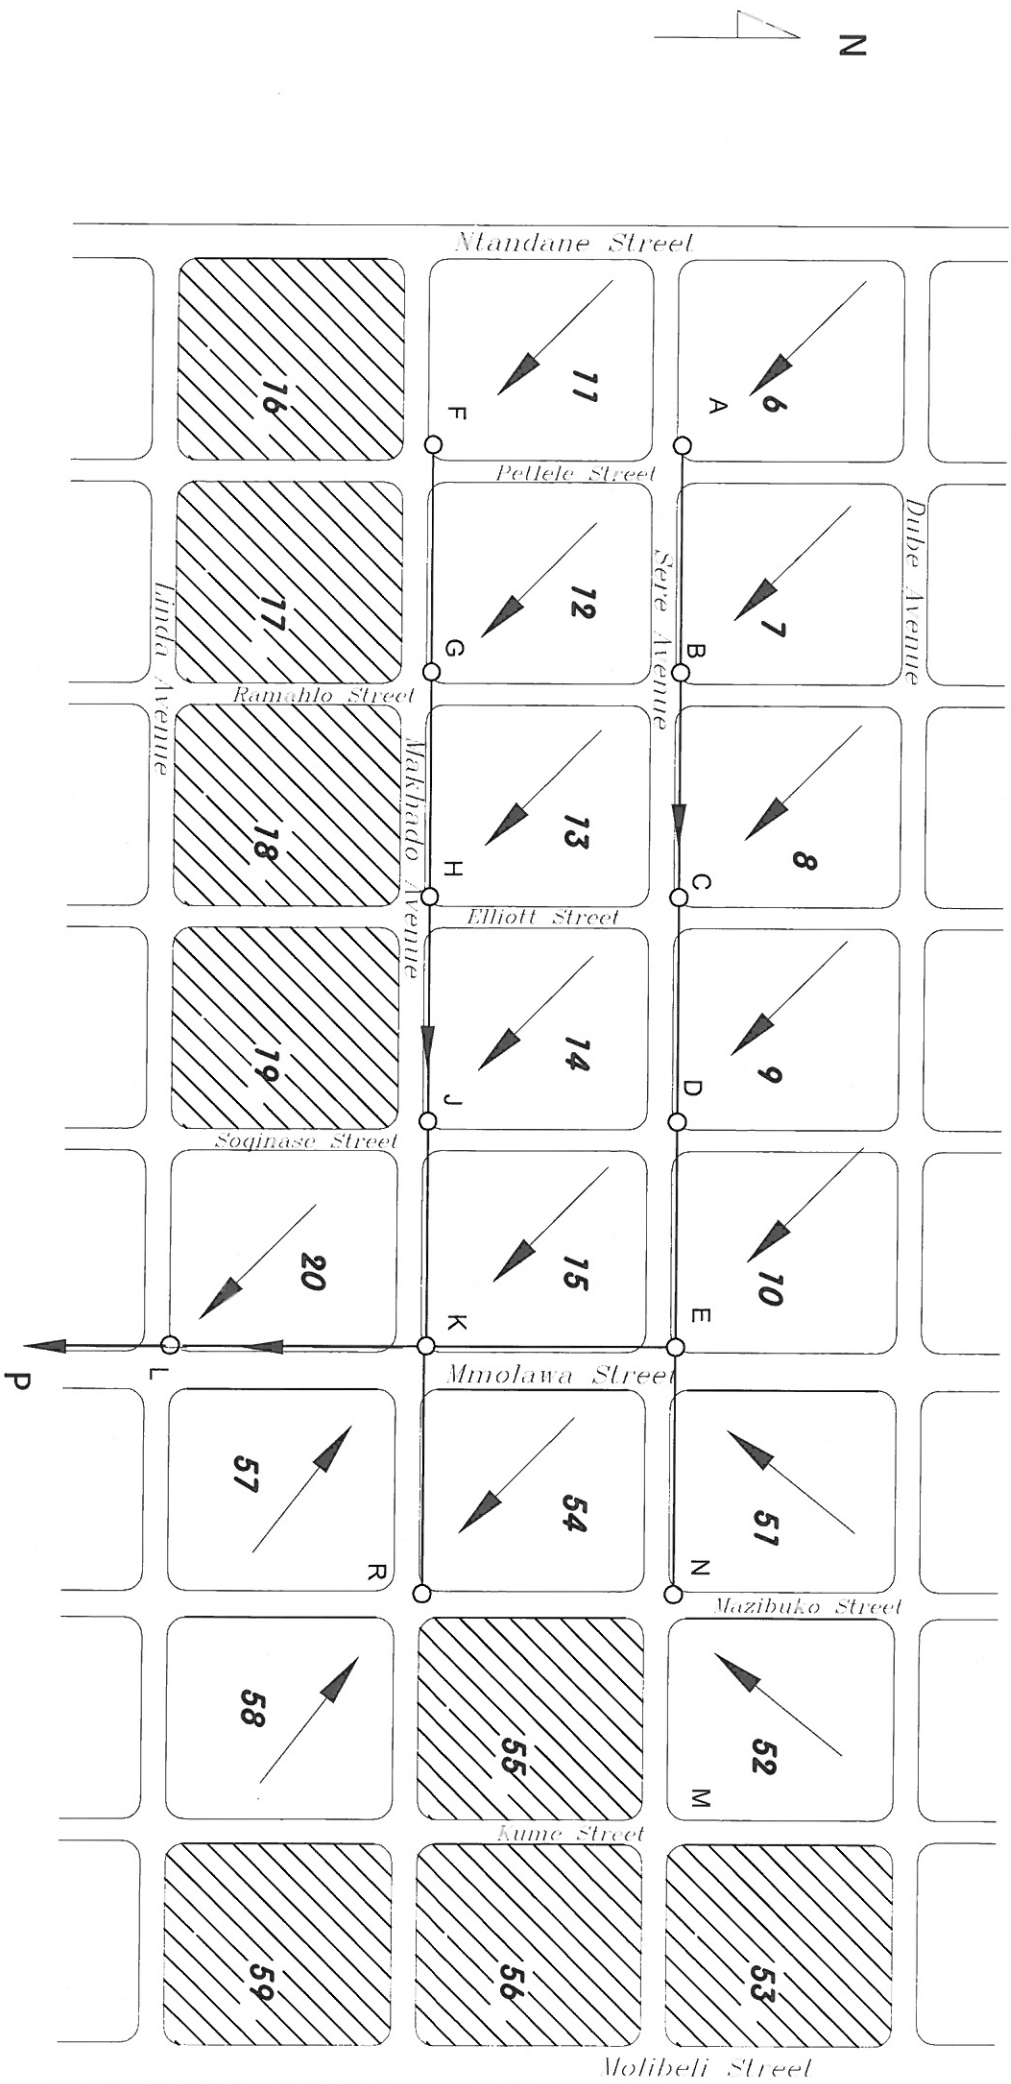 N
Ntandane Street
16
11
6
F
A
Petlele Street
Dube Avenue
Linda Avenue
17
12
7
Sere Avenue
G
B
Ramahlo Street
Makhado Avenue
18
13
8
H
C
Elliott Street
19
14
9
J
D
Soqinase Street
20
15
10
K
E
P
L
Mmolawa Street
57
54
51
R
N
Mazibuko Street
58
55
52
M
Kume Street
59
56
53
Molibeli Street